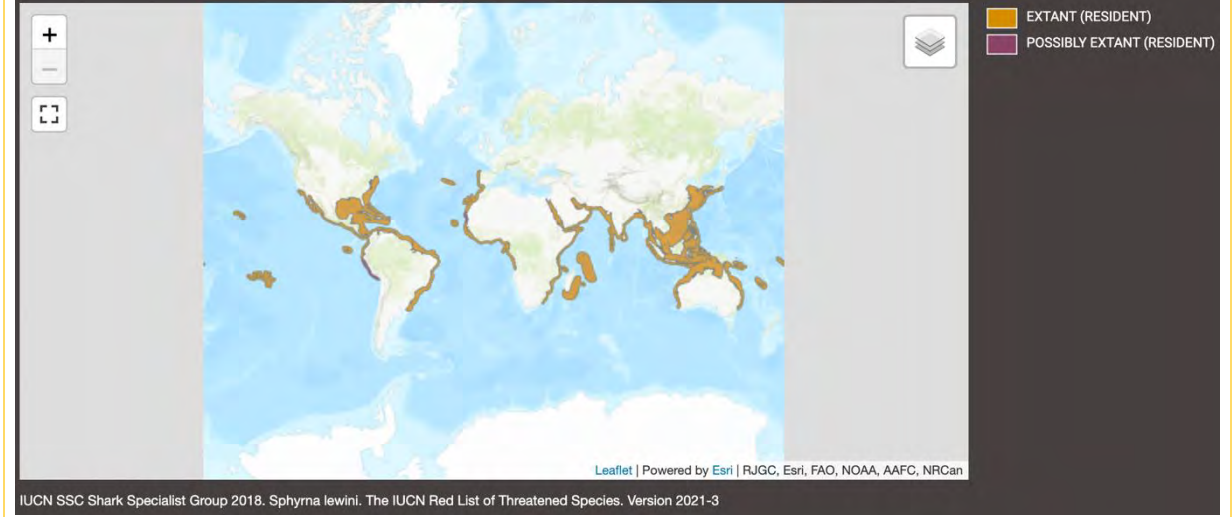 +
−
EXTANT (RESIDENT)
POSSIBLY EXTANT (RESIDENT)
Leaflet | Powered by Esri | RJGC, Esri, FAO, NOAA, AAFC, NRCan
IUCN SSC Shark Specialist Group 2018. Sphyrna lewini. The IUCN Red List of Threatened Species. Version 2021-3